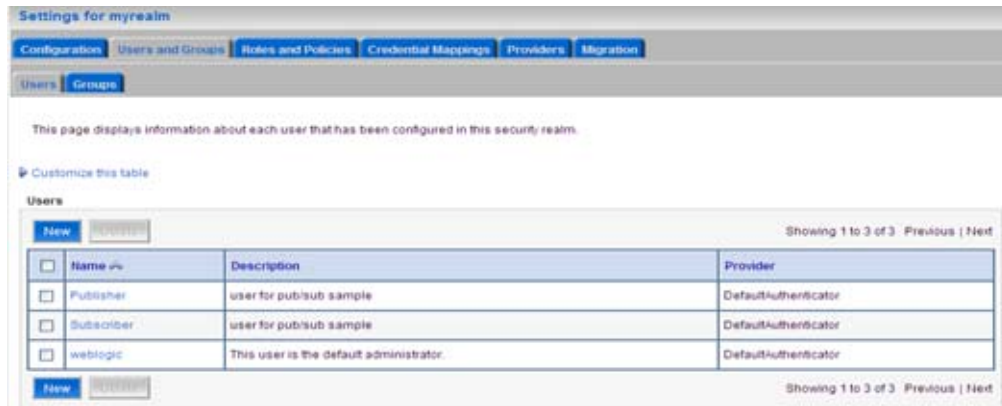 Settings for myrealm
Configuration Users and Groups Roles and Policies Credential Mappings Providers Migration
Users Groups
This page displays information about each user that has been configured in this security realm.
Customize this table
Users
New Showing 1 to 3 of 3 Previous | Next
Name Description Provider
Publisher user for pub/sub sample DefaultAuthenticator
Subscriber user for pub/sub sample DefaultAuthenticator
weblogic This user is the default administrator. DefaultAuthenticator
New Showing 1 to 3 of 3 Previous | Next